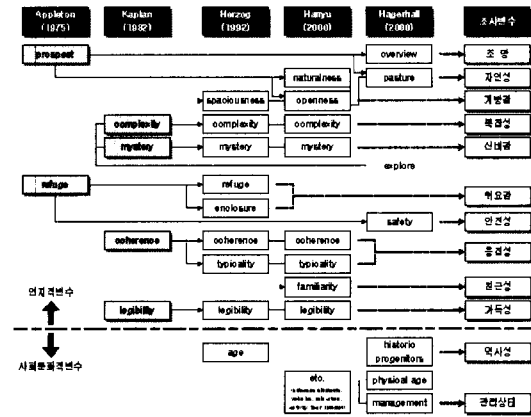 Appleton (1975) Kaplan (1982) Herzog (1992) Hanyu (2000) Hagerhall (2000) 조사변수
prospect overview 조 망
naturalness pasture 자연성
spaciousness openness 개방감
complexity complexity complexity 복잡성
mystery mystery mystery 신비감
explore
refuge refuge
enclosure 위요감
safety 안전성
coherence coherence coherence
typicality typicality 응집성
familiarity 친근성
인지적변수
legibility legibility legibility 가독성
사회문화적변수
age historic progitors 역사성
etc. physical age
management 관리상태